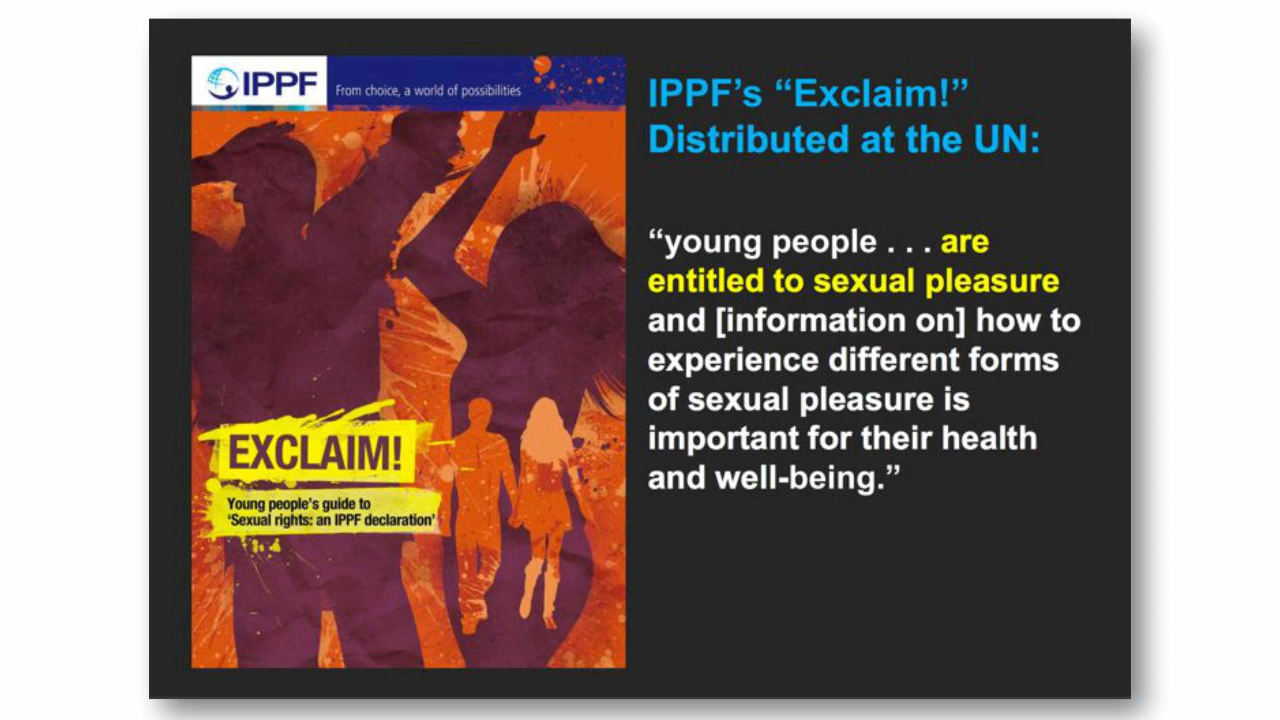 IPPF
From choice, a world of possibilities
EXCLAIM!
Young people's guide to
'Sexual rights: an IPPF declaration'
IPPF's “Exclaim!”
Distributed at the UN:
“young people . . . are
entitled to sexual pleasure
and [information on] how to
experience different forms
of sexual pleasure is
important for their health
and well-being.”